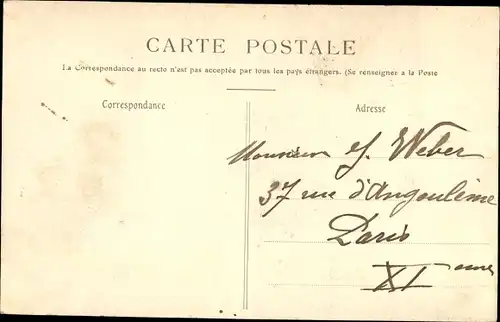 CARTE POSTALE
La Correspondance au recto n'est pas acceptée par tous les pays étrangers. (Se renseigner a la Poste
Correspondance
Adresse
Monsieur J. Weber
37 rue d'Angoulême
Paris
XI eme